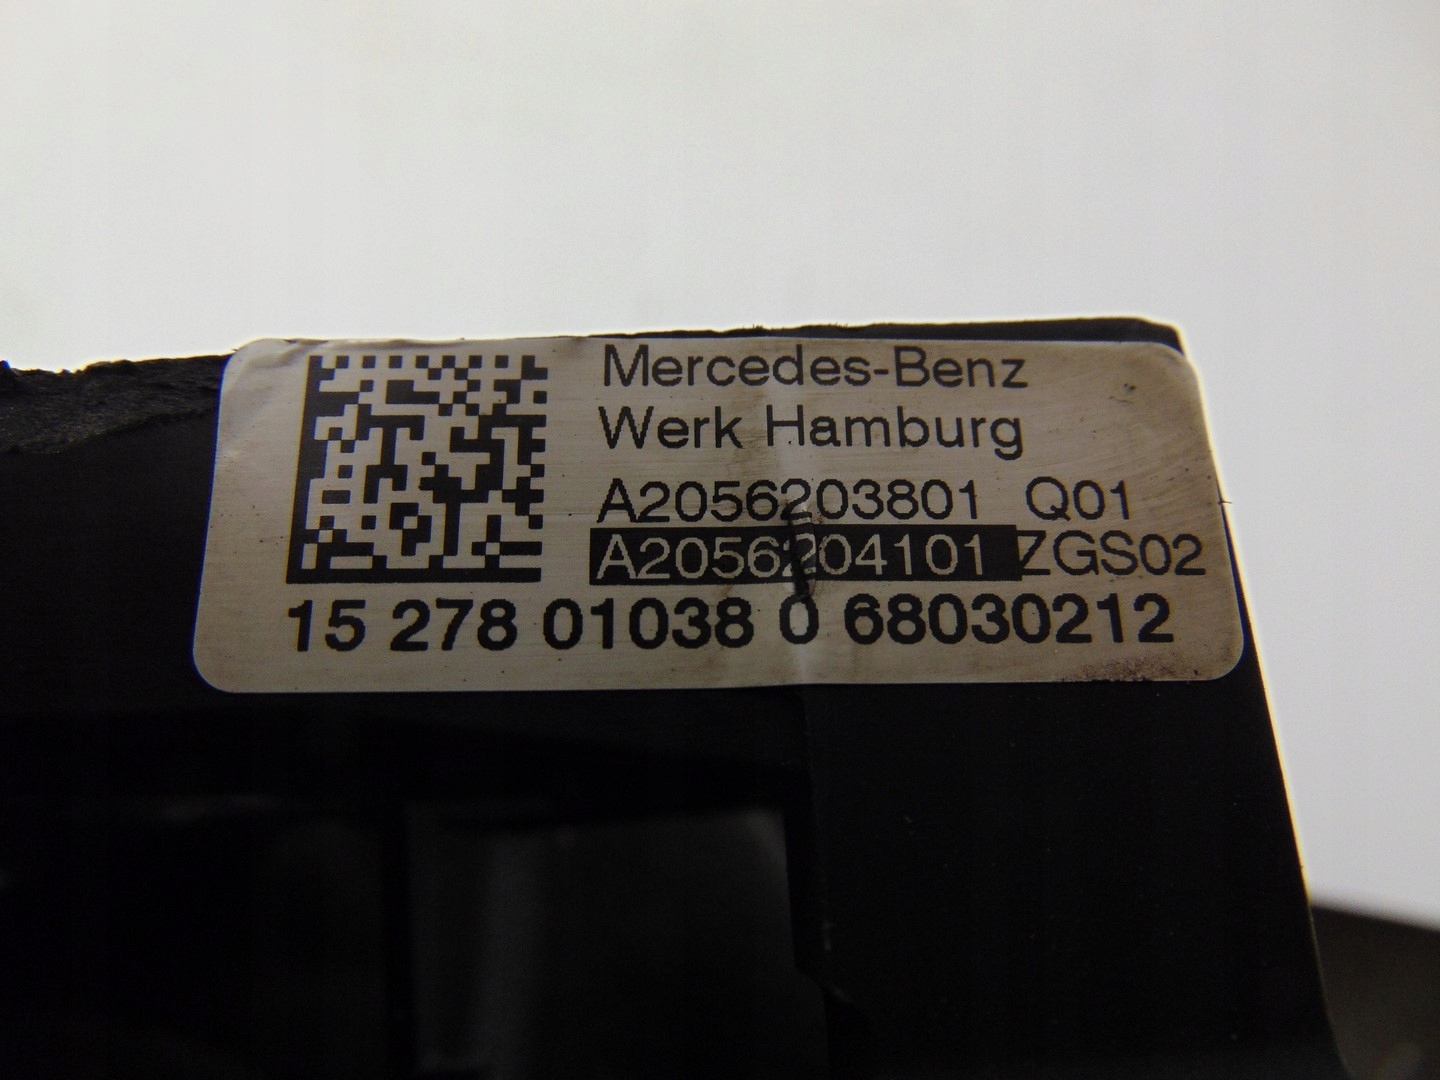 Mercedes-Benz
Werk Hamburg
A2056203801 Q01
A2056204101 ZGS02
15 278 01038 0 68030212